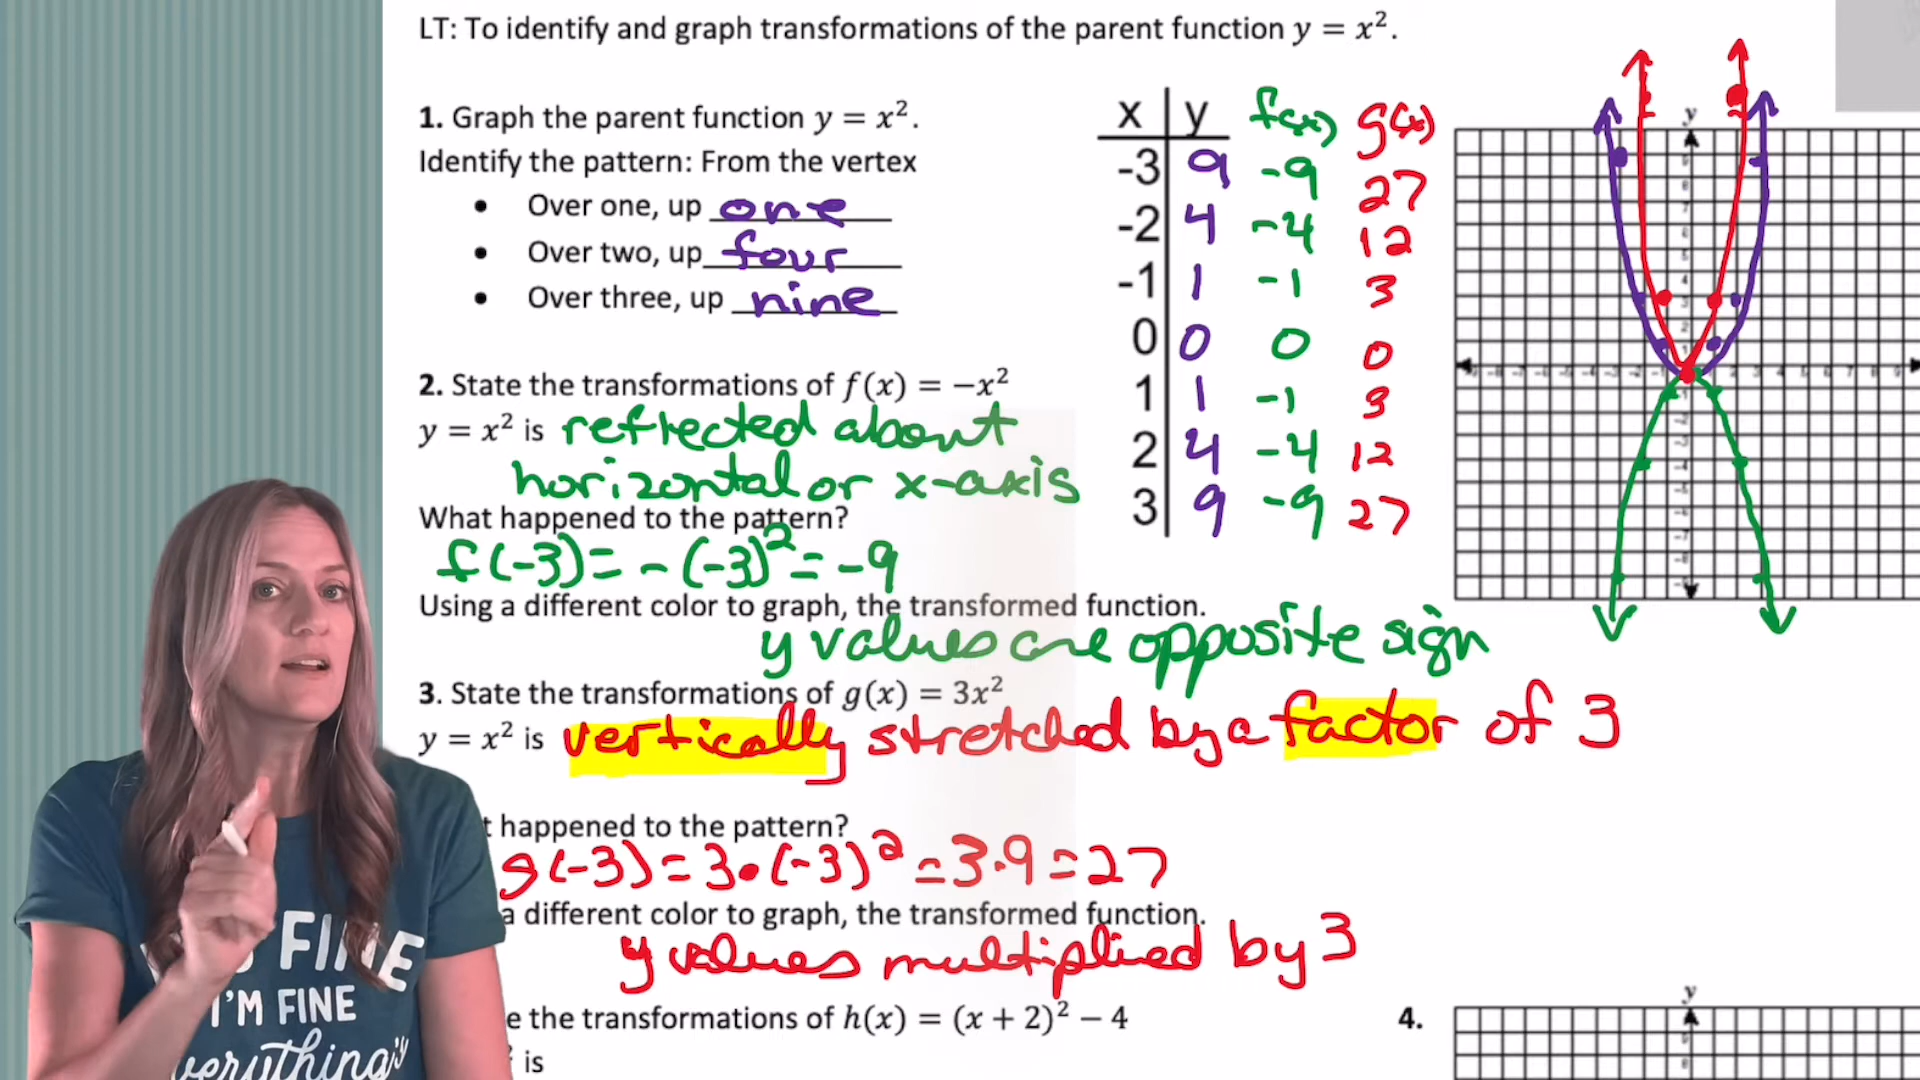 LT: To identify and graph transformations of the parent function y = x².
1. Graph the parent function y = x².
Identify the pattern: From the vertex
• Over one, up one
• Over two, up four
• Over three, up nine
x y f(x) g(x)
-3 9 -9 27
-2 4 -4 12
-1 1 -1 3
0 0 0 0
1 1 -1 3
2 4 -4 12
3 9 -9 27
y
2. State the transformations of f(x) = −x²
y = x² is reflected about
horizontal or x-axis
What happened to the pattern?
f(-3) = -(-3)² = -9
Using a different color to graph, the transformed function.
y values are opposite sign
3. State the transformations of g(x) = 3x²
y = x² is vertically stretched by a factor of 3
t happened to the pattern?
g(-3) = 3•(-3)² = 3•9 = 27
a different color to graph, the transformed function.
y values multiplied by 3
e the transformations of h(x) = (x + 2)² − 4
is
4.
y
FINE
I'M FINE